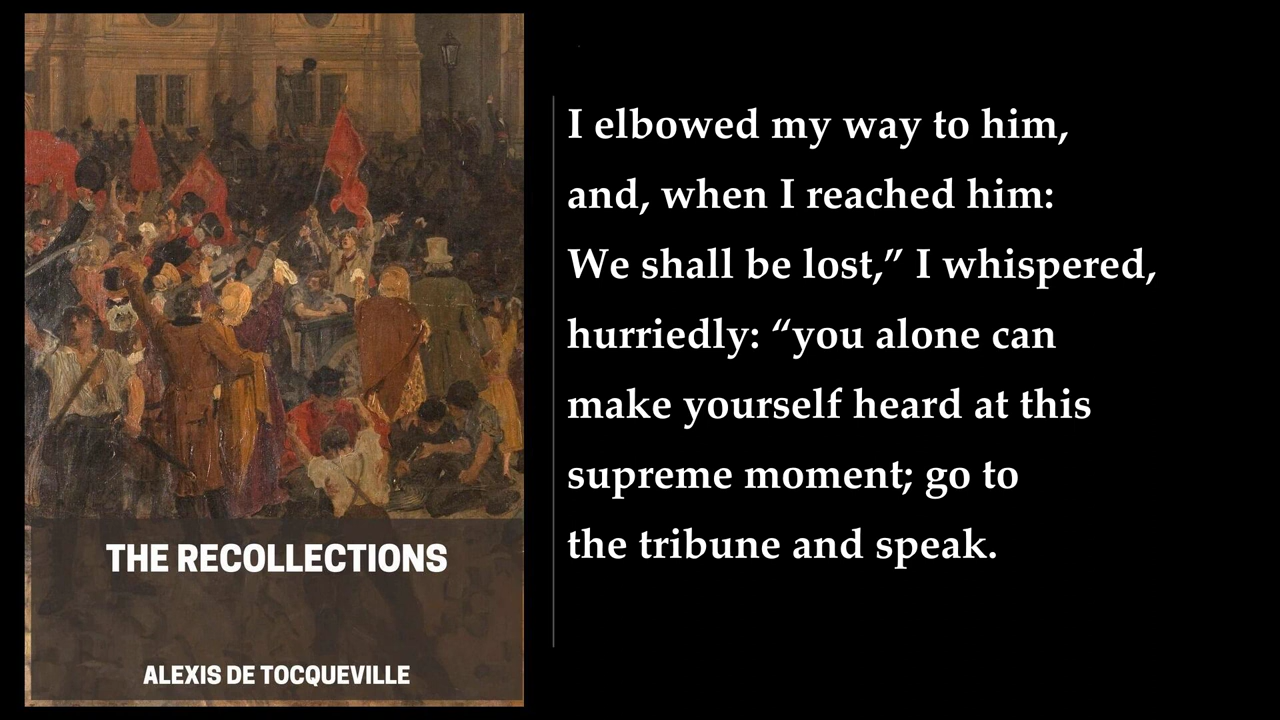 THE RECOLLECTIONS
ALEXIS DE TOCQUEVILLE
I elbowed my way to him,
and, when I reached him:
We shall be lost,” I whispered,
hurriedly: “you alone can
make yourself heard at this
supreme moment; go to
the tribune and speak.